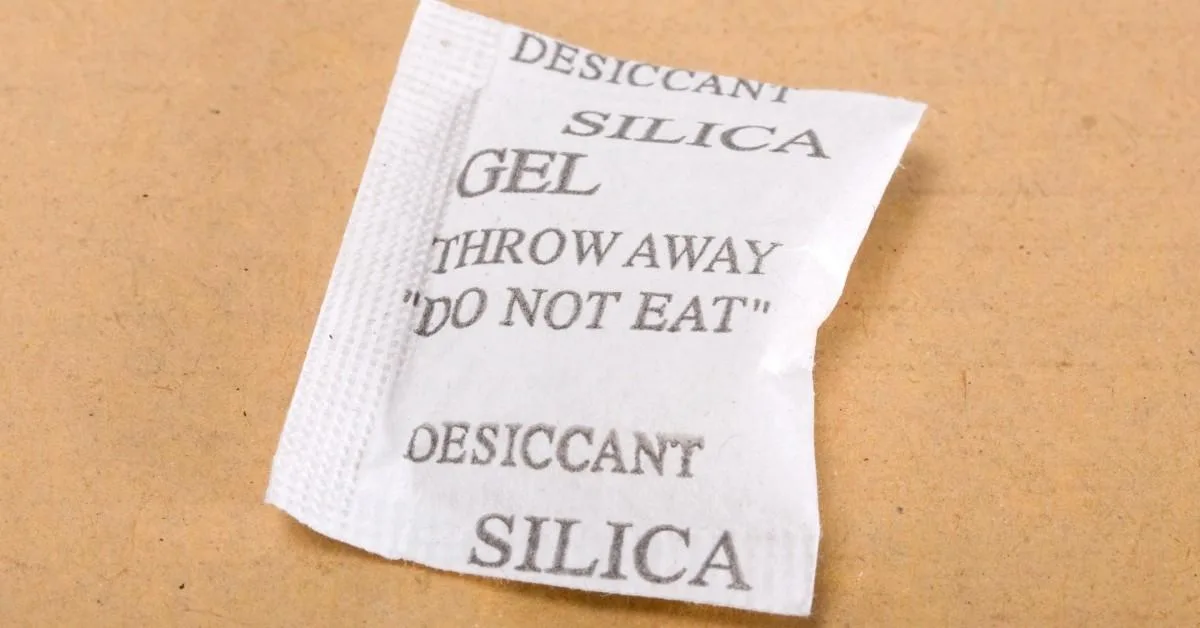 DESICCANT
SILICA
GEL
THROW AWAY
"DO NOT EAT"
DESICCANT
SILICA